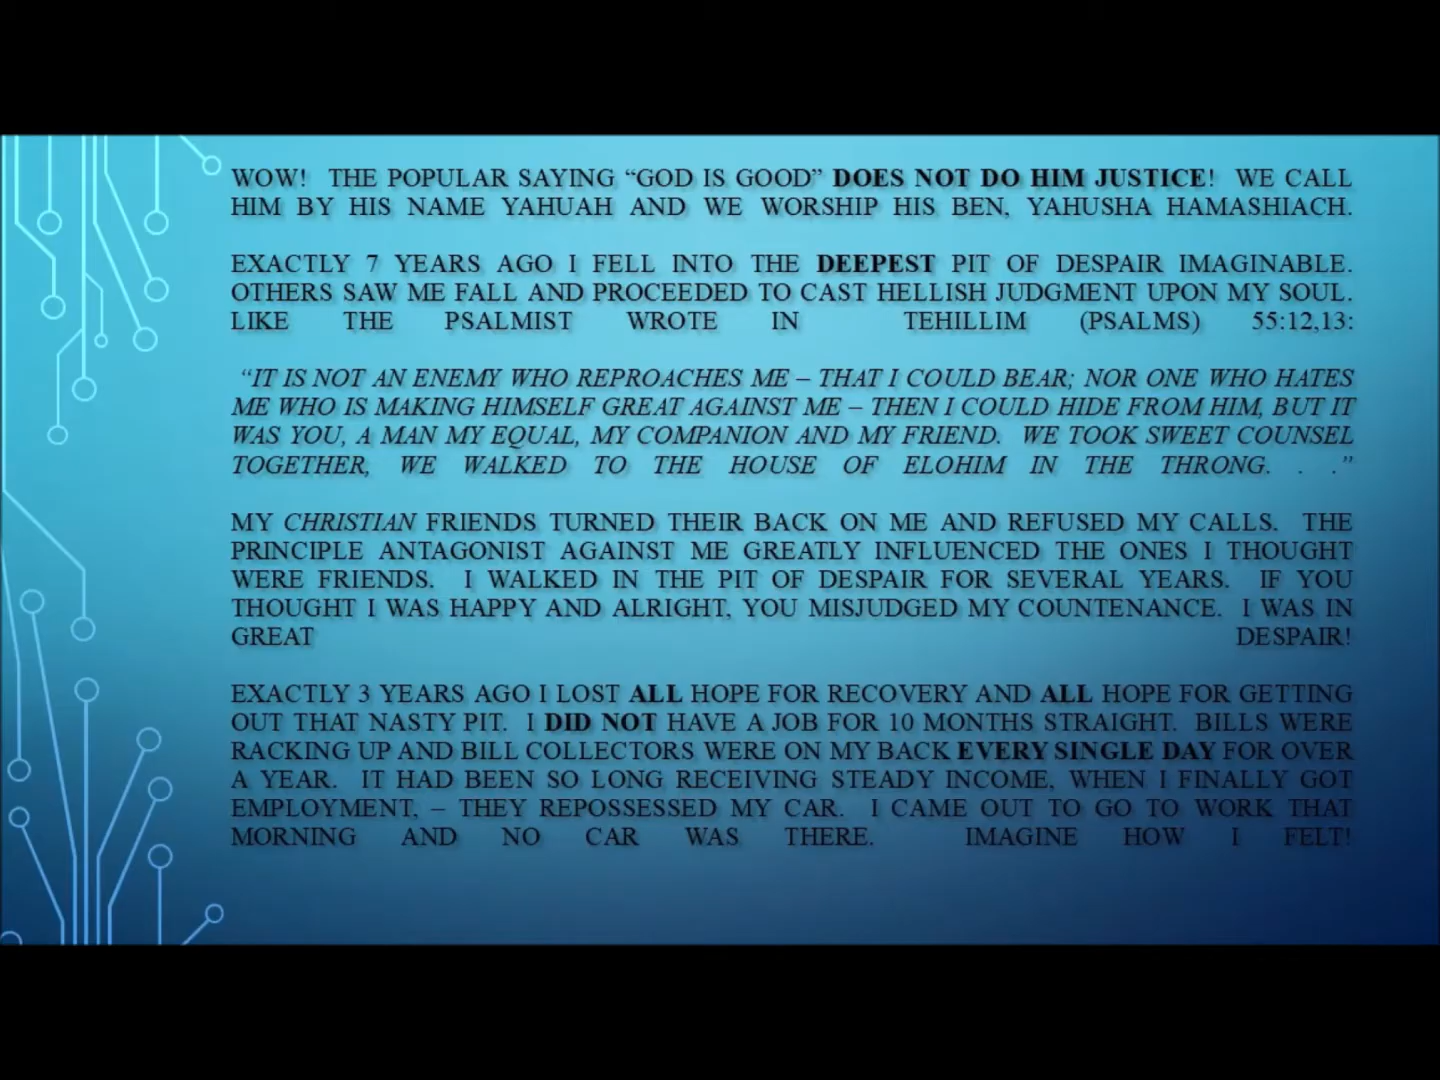 WOW! THE POPULAR SAYING “GOD IS GOOD” DOES NOT DO HIM JUSTICE! WE CALL
HIM BY HIS NAME YAHUAH AND WE WORSHIP HIS BEN, YAHUSHA HAMASHIACH.
EXACTLY 7 YEARS AGO I FELL INTO THE DEEPEST PIT OF DESPAIR IMAGINABLE.
OTHERS SAW ME FALL AND PROCEEDED TO CAST HELLISH JUDGMENT UPON MY SOUL.
LIKE THE PSALMIST WROTE IN TEHILLIM (PSALMS) 55:12,13:
“IT IS NOT AN ENEMY WHO REPROACHES ME – THAT I COULD BEAR; NOR ONE WHO HATES
ME WHO IS MAKING HIMSELF GREAT AGAINST ME – THEN I COULD HIDE FROM HIM, BUT IT
WAS YOU, A MAN MY EQUAL, MY COMPANION AND MY FRIEND. WE TOOK SWEET COUNSEL
TOGETHER, WE WALKED TO THE HOUSE OF ELOHIM IN THE THRONG. . .”
MY CHRISTIAN FRIENDS TURNED THEIR BACK ON ME AND REFUSED MY CALLS. THE
PRINCIPLE ANTAGONIST AGAINST ME GREATLY INFLUENCED THE ONES I THOUGHT
WERE FRIENDS. I WALKED IN THE PIT OF DESPAIR FOR SEVERAL YEARS. IF YOU
THOUGHT I WAS HAPPY AND ALRIGHT, YOU MISJUDGED MY COUNTENANCE. I WAS IN
GREAT DESPAIR!
EXACTLY 3 YEARS AGO I LOST ALL HOPE FOR RECOVERY AND ALL HOPE FOR GETTING
OUT THAT NASTY PIT. I DID NOT HAVE A JOB FOR 10 MONTHS STRAIGHT. BILLS WERE
RACKING UP AND BILL COLLECTORS WERE ON MY BACK EVERY SINGLE DAY FOR OVER
A YEAR. IT HAD BEEN SO LONG RECEIVING STEADY INCOME, WHEN I FINALLY GOT
EMPLOYMENT, – THEY REPOSSESSED MY CAR. I CAME OUT TO GO TO WORK THAT
MORNING AND NO CAR WAS THERE. IMAGINE HOW I FELT!